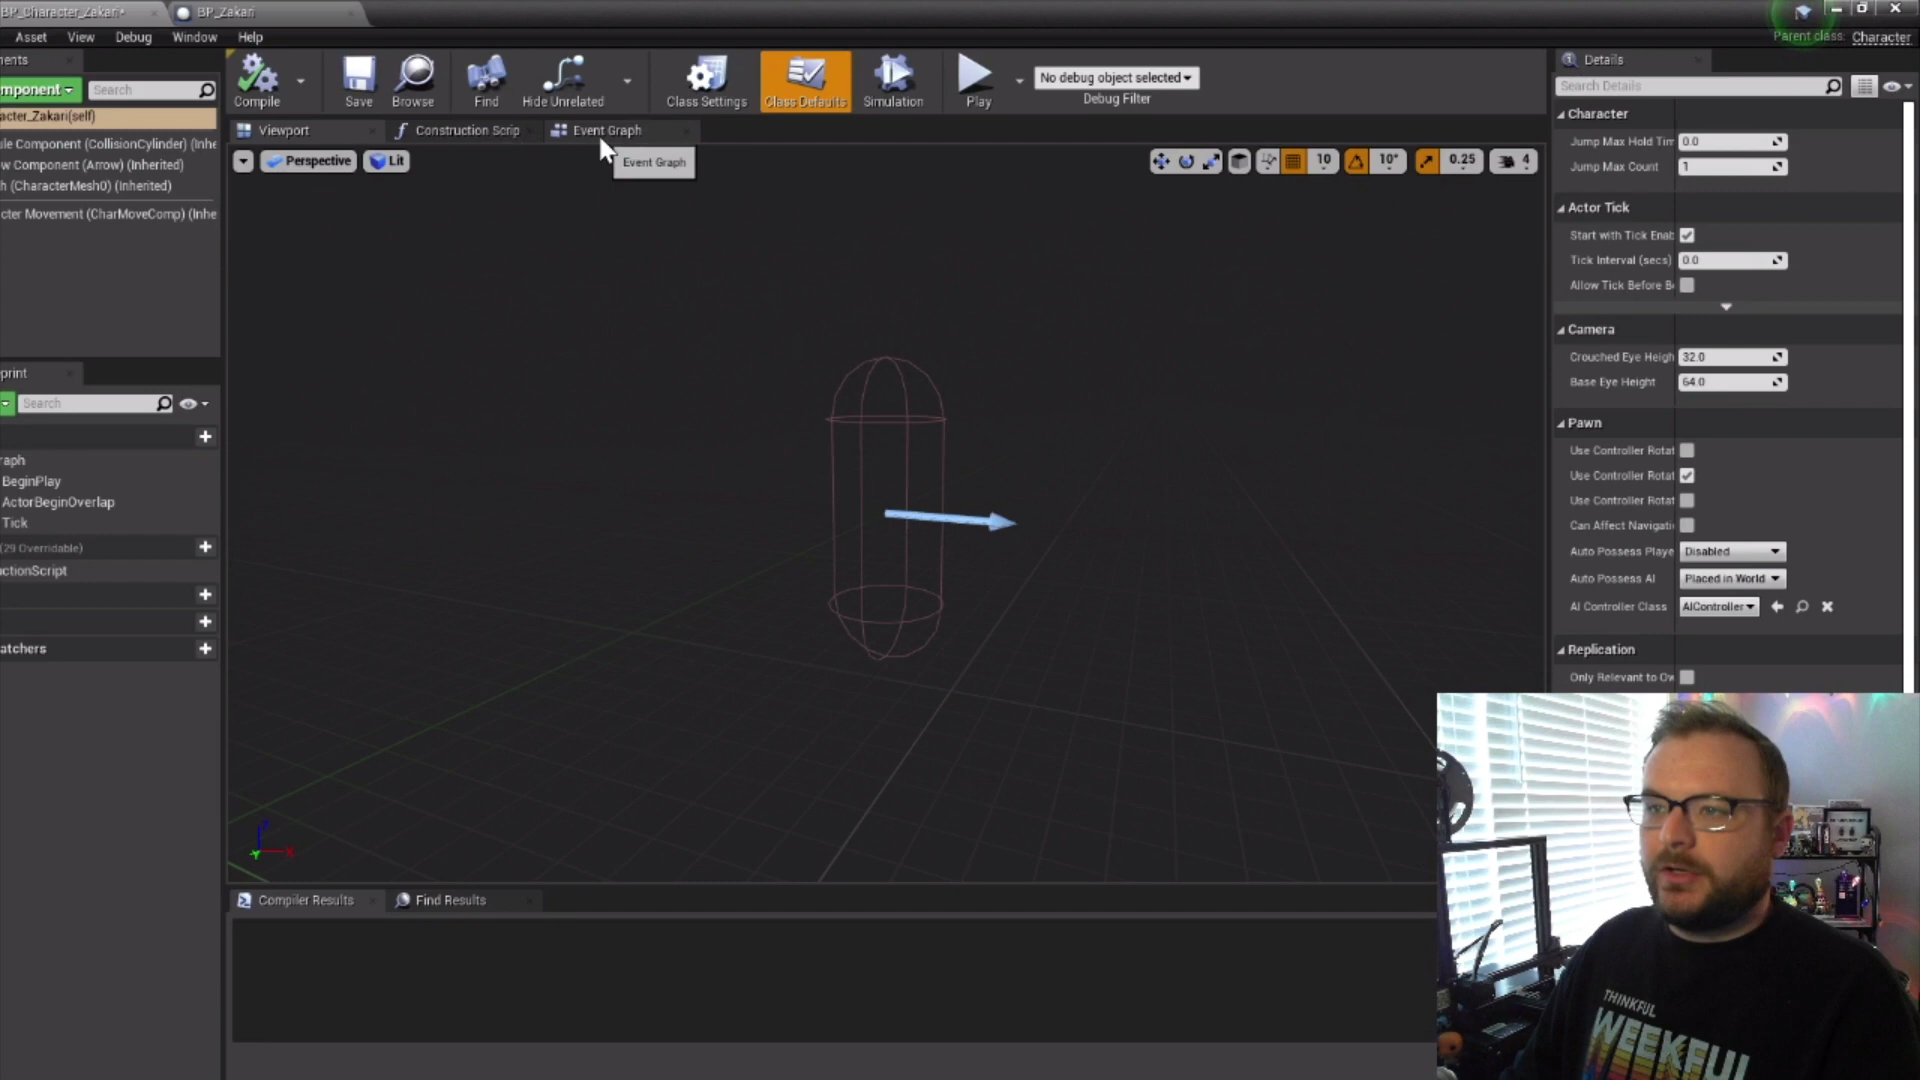 BP_Character_Zakari*
BP_Zakari
Asset
View
Debug
Window
Help
Parent class: Character
nents
mponent
Search
acter_Zakari(self)
ule Component (CollisionCylinder) (Inhe
w Component (Arrow) (Inherited)
h (CharacterMesh0) (Inherited)
cter Movement (CharMoveComp) (Inhe
Compile
Save
Browse
Find
Hide Unrelated
Class Settings
Class Defaults
Simulation
Play
No debug object selected
Debug Filter
Viewport
Construction Scrip
Event Graph
Event Graph
Perspective
Lit
10
10°
0.25
4
print
Search
raph
BeginPlay
ActorBeginOverlap
Tick
(29 Overridable)
uctionScript
atchers
Compiler Results
Find Results
Details
Search Details
Character
Jump Max Hold Tim 0.0
Jump Max Count 1
Actor Tick
Start with Tick Enab
Tick Interval (secs) 0.0
Allow Tick Before B
Camera
Crouched Eye Heigh 32.0
Base Eye Height 64.0
Pawn
Use Controller Rotat
Use Controller Rotat
Use Controller Rotat
Can Affect Navigati
Auto Possess Playe Disabled
Auto Possess AI Placed in World
AI Controller Class AIController
Replication
Only Relevant to Ow
THINKFUL
WEEKFUL